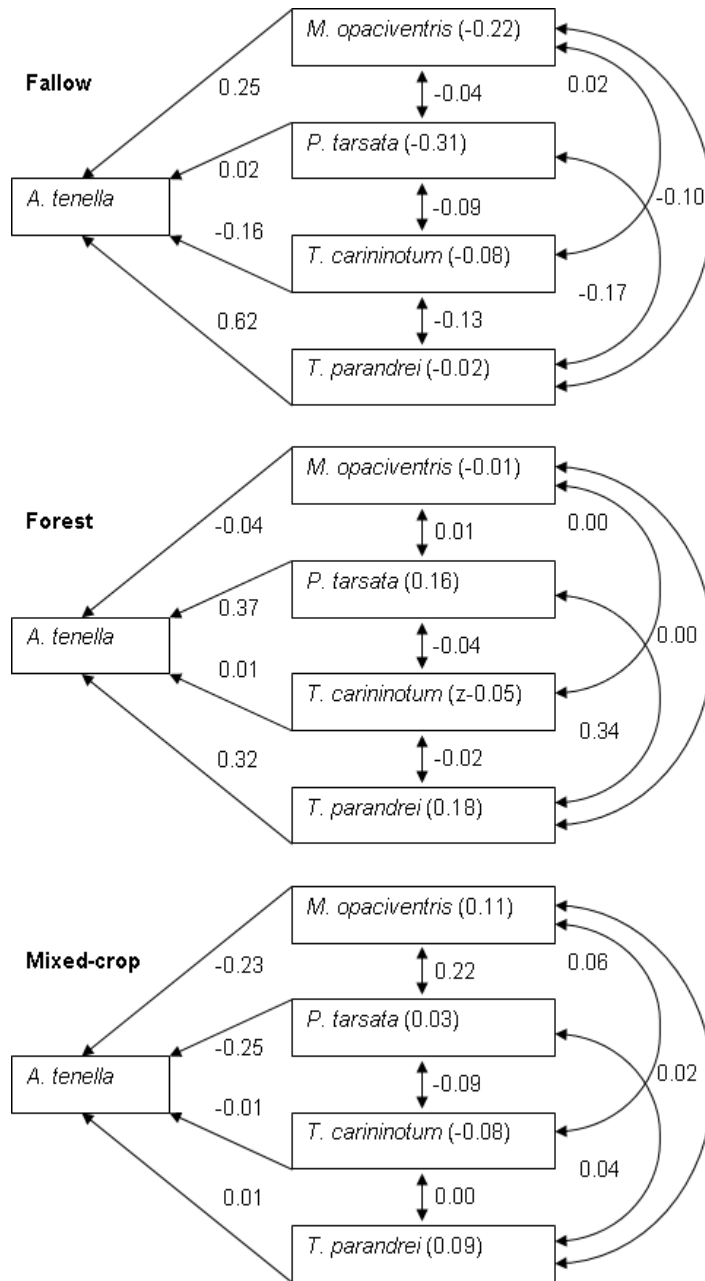 M. opaciventris (-0.22)
Fallow
0.25
-0.04
0.02
P. tarsata (-0.31)
0.02
A. tenella
-0.09
-0.10
-0.16
T. carininotum (-0.08)
-0.17
0.62
-0.13
T. parandrei (-0.02)
M. opaciventris (-0.01)
Forest
-0.04
0.01
0.00
P. tarsata (0.16)
0.37
A. tenella
-0.04
0.00
0.01
T. carininotum (z-0.05)
0.34
0.32
-0.02
T. parandrei (0.18)
M. opaciventris (0.11)
Mixed-crop
-0.23
0.22
0.06
P. tarsata (0.03)
-0.25
A. tenella
-0.09
0.02
-0.01
T. carininotum (-0.08)
0.04
0.01
0.00
T. parandrei (0.09)